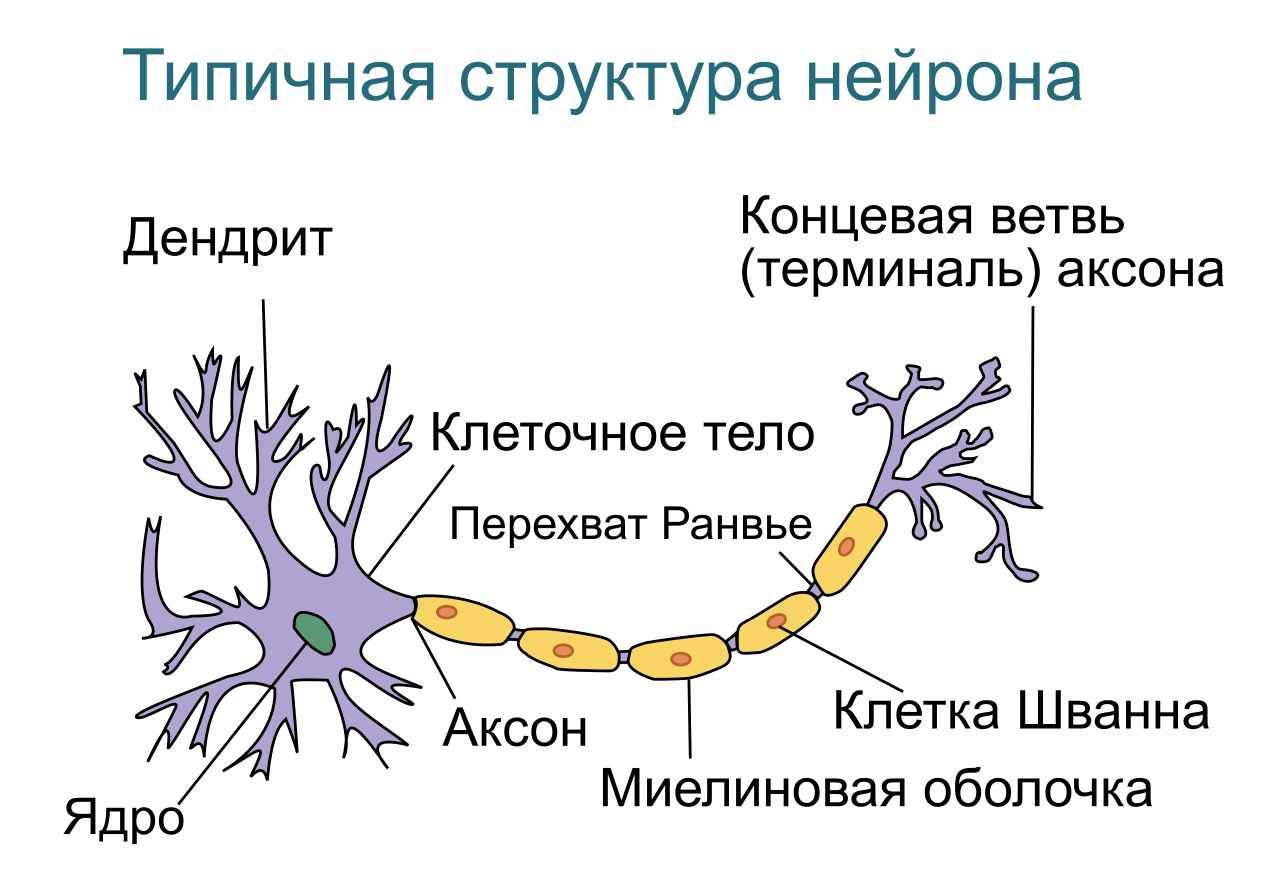 Типичная структура нейрона
Дендрит
Концевая ветвь
(терминаль) аксона
Клеточное тело
Перехват Ранвье
Аксон
Клетка Шванна
Миелиновая оболочка
Ядро